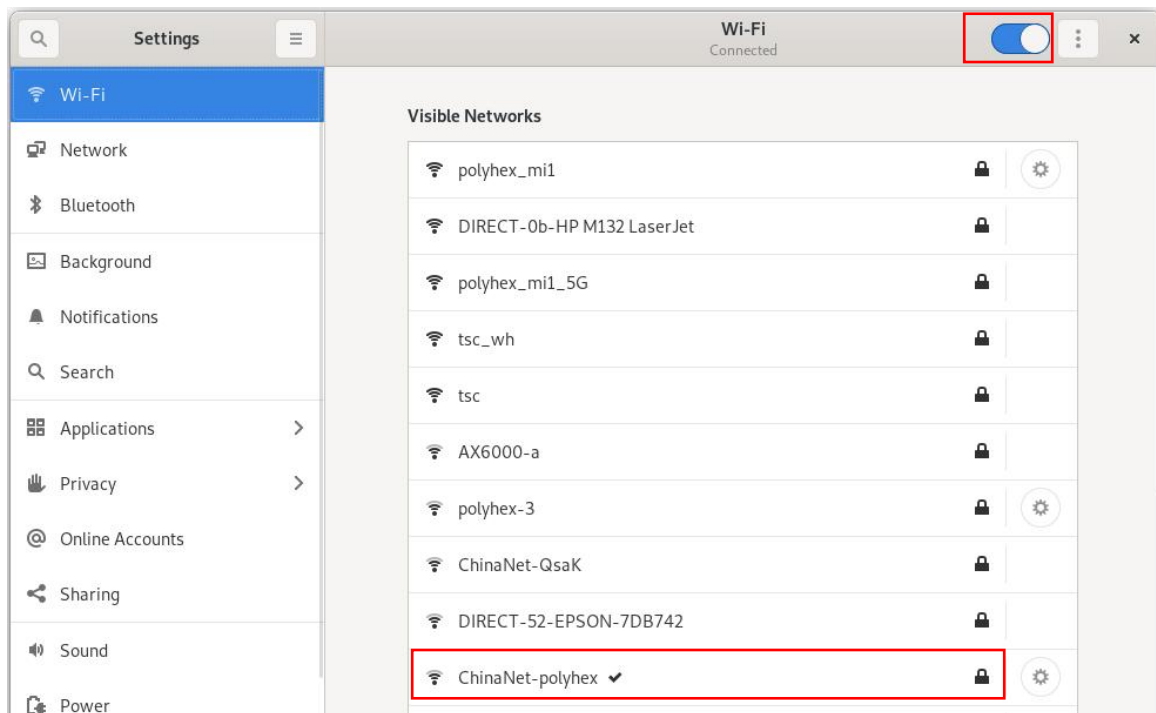 Settings
Wi-Fi
Connected
Wi-Fi
Network
Bluetooth
Background
Notifications
Search
Applications
Privacy
Online Accounts
Sharing
Sound
Power
Visible Networks
polyhex_mi1
DIRECT-0b-HP M132 LaserJet
polyhex_mi1_5G
tsc_wh
tsc
AX6000-a
polyhex-3
ChinaNet-QsaK
DIRECT-52-EPSON-7DB742
ChinaNet-polyhex